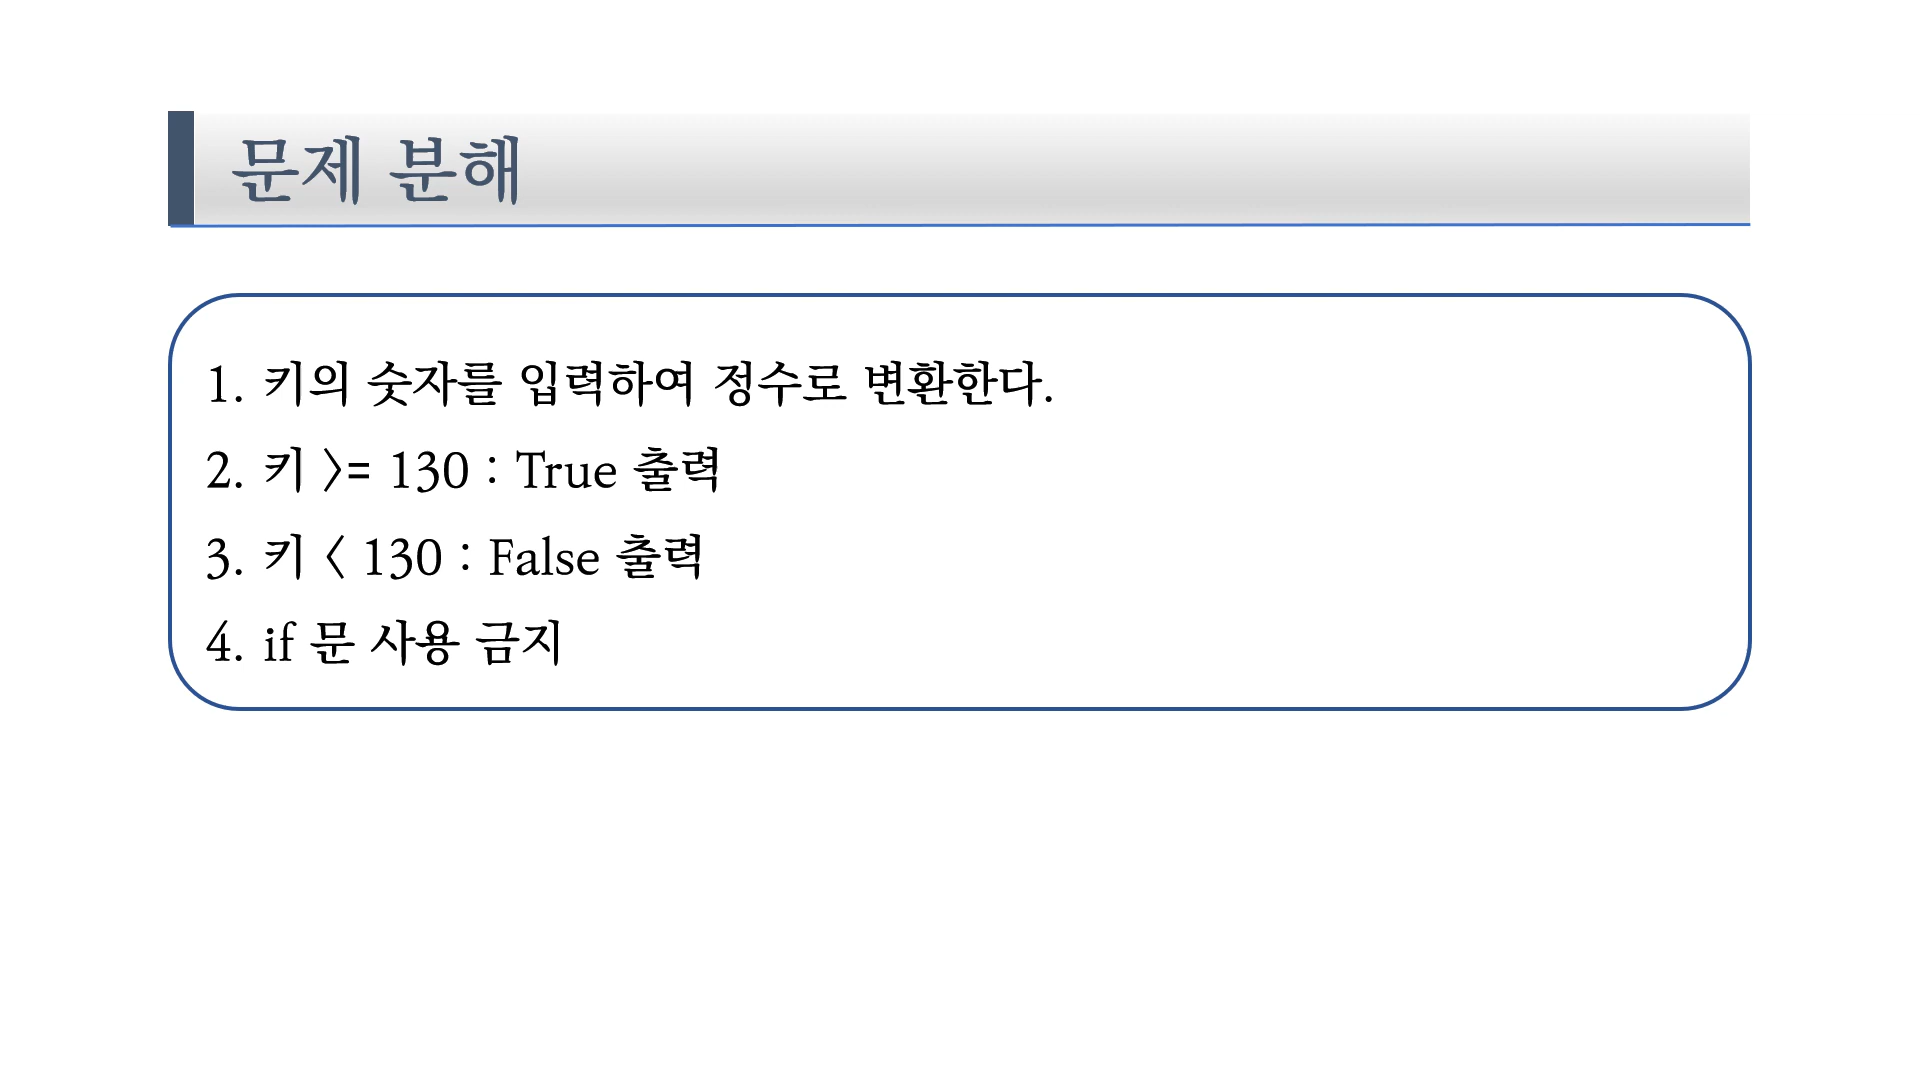 문제 분해
1. 키의 숫자를 입력하여 정수로 변환한다.
2. 키 >= 130 : True 출력
3. 키 < 130 : False 출력
4. if 문 사용 금지